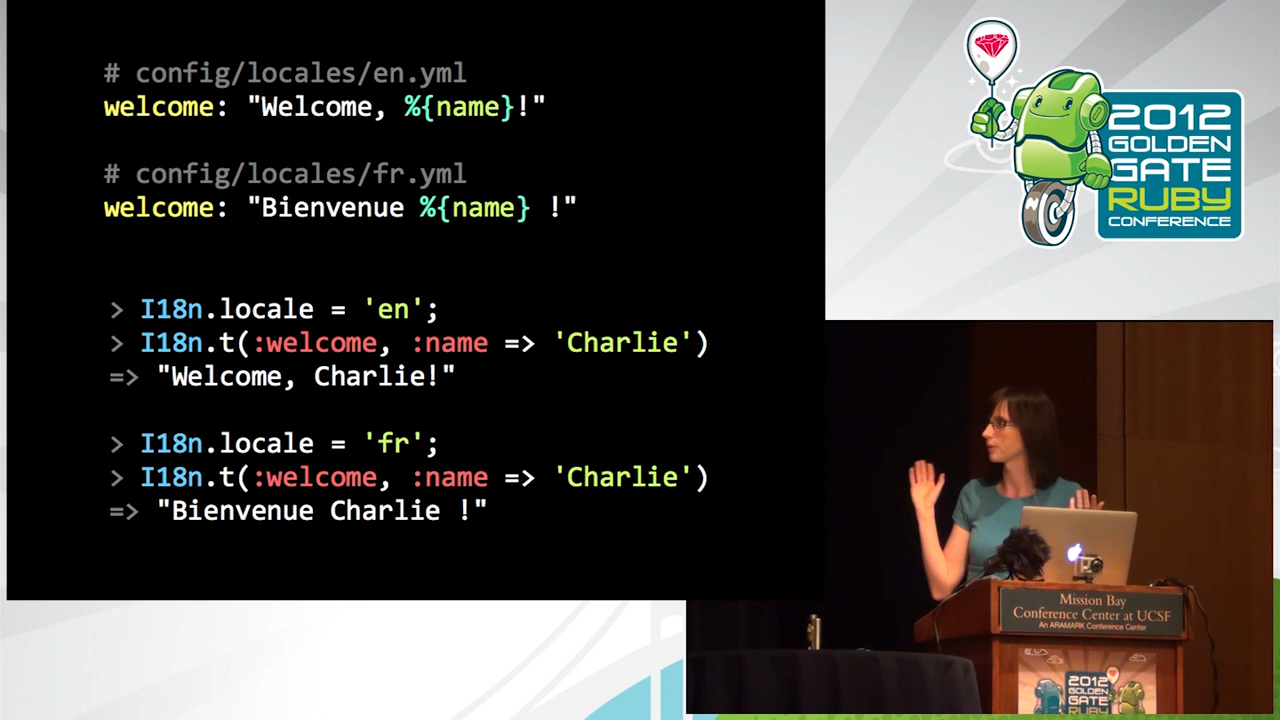 # config/locales/en.yml
welcome: "Welcome, %{name}!"
# config/locales/fr.yml
welcome: "Bienvenue %{name} !"
> I18n.locale = 'en';
> I18n.t(:welcome, :name => 'Charlie')
=> "Welcome, Charlie!"
> I18n.locale = 'fr';
> I18n.t(:welcome, :name => 'Charlie')
=> "Bienvenue Charlie !"
2012
GOLDEN
GATE
RUBY
CONFERENCE
Mission Bay
Conference Center at UCSF
An ARAMARK Conference Center
2012
GOLDEN
GATE
RUBY